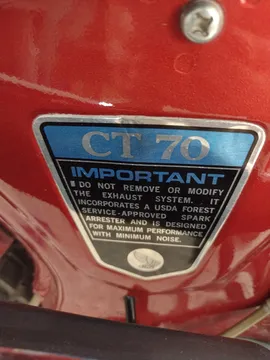 CT 70
IMPORTANT
DO NOT REMOVE OR MODIFY
THE EXHAUST SYSTEM. IT
INCORPORATES A USDA FOREST
SERVICE-APPROVED SPARK
ARRESTER AND IS DESIGNED
FOR MAXIMUM PERFORMANCE
WITH MINIMUM NOISE.